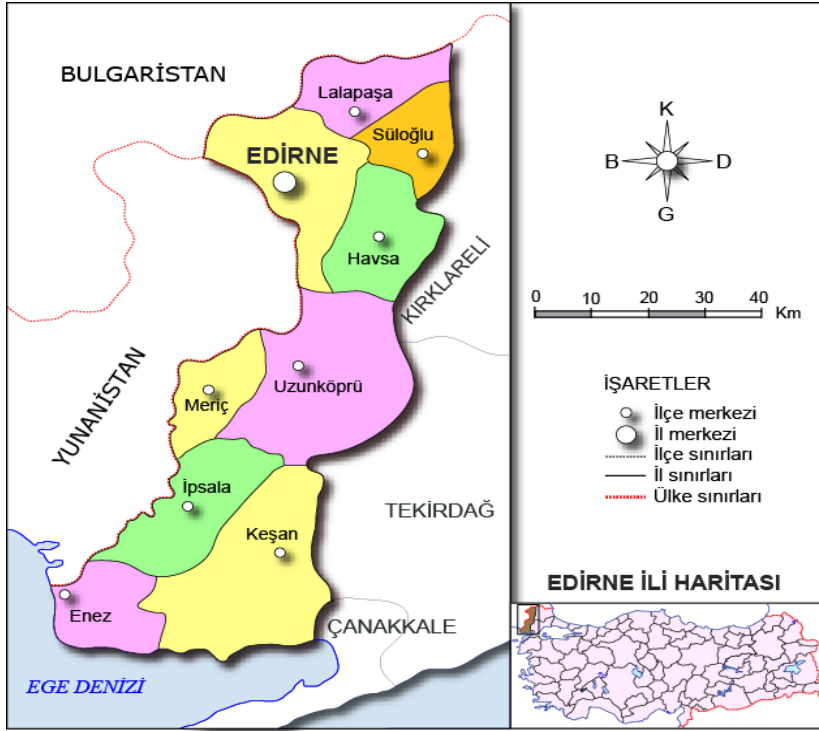 BULGARİSTAN
Lalapaşa
Süloğlu
EDİRNE
Havsa
KIRKLARELİ
YUNANİSTAN
Uzunköprü
Meriç
İpsala
Keşan
TEKİRDAĞ
Enez
ÇANAKKALE
EGE DENİZİ
K
B
D
G
0 10 20 30 40
Km
İŞARETLER
İlçe merkezi
İl merkezi
İlçe sınırları
İl sınırları
Ülke sınırları
EDİRNE İLİ HARİTASI